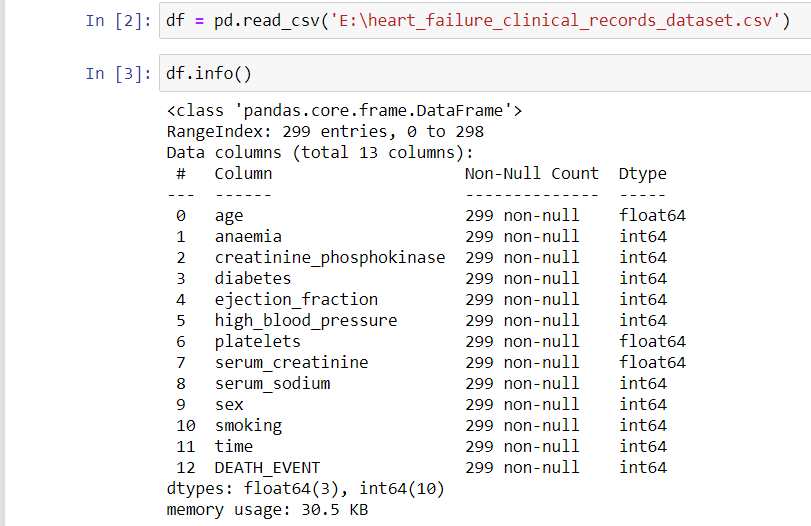 In [2]: df = pd.read_csv('E:\heart_failure_clinical_records_dataset.csv')
In [3]: df.info()
<class 'pandas.core.frame.DataFrame'>
RangeIndex: 299 entries, 0 to 298
Data columns (total 13 columns):
 #   Column                    Non-Null Count  Dtype
---  ------                    --------------  -----
 0   age                       299 non-null    float64
 1   anaemia                   299 non-null    int64
 2   creatinine_phosphokinase  299 non-null    int64
 3   diabetes                  299 non-null    int64
 4   ejection_fraction         299 non-null    int64
 5   high_blood_pressure       299 non-null    int64
 6   platelets                 299 non-null    float64
 7   serum_creatinine          299 non-null    float64
 8   serum_sodium              299 non-null    int64
 9   sex                       299 non-null    int64
 10  smoking                   299 non-null    int64
 11  time                      299 non-null    int64
 12  DEATH_EVENT               299 non-null    int64
dtypes: float64(3), int64(10)
memory usage: 30.5 KB